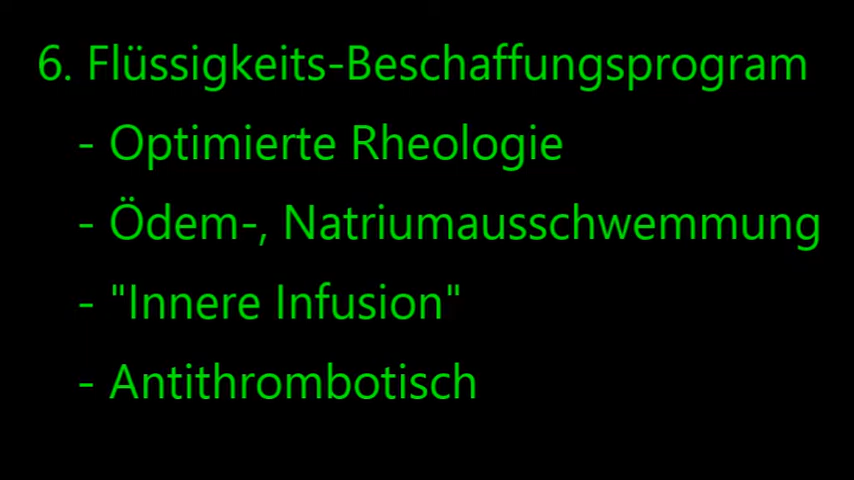 6. Flüssigkeits-Beschaffungsprogram
- Optimierte Rheologie
- Ödem-, Natriumausschwemmung
- "Innere Infusion"
- Antithrombotisch